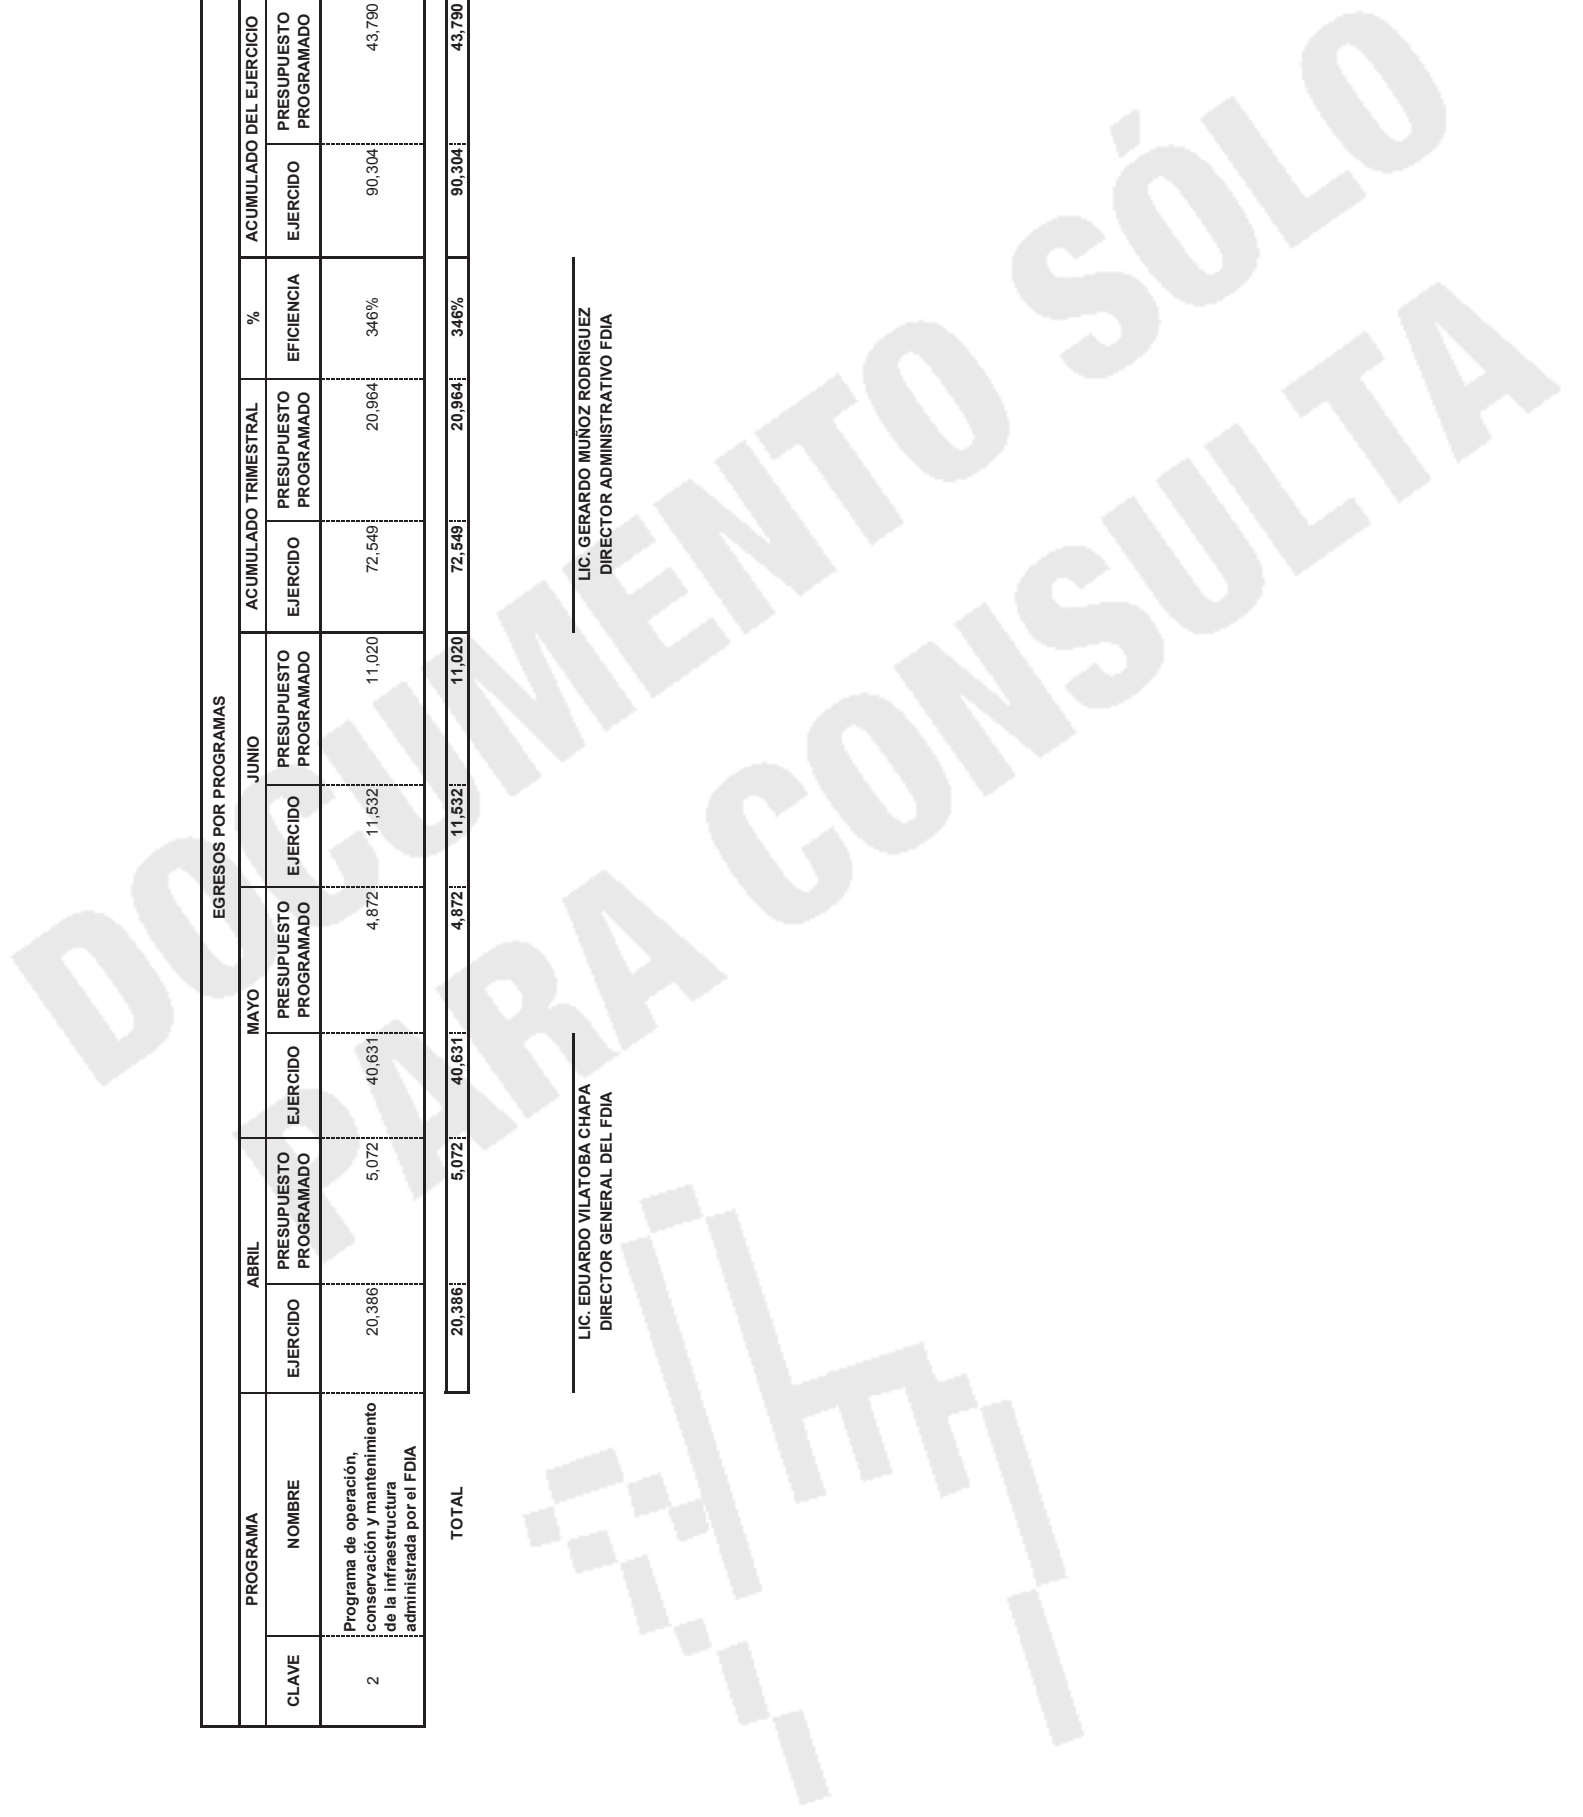 EGRESOS POR PROGRAMAS
PROGRAMA ABRIL MAYO JUNIO ACUMULADO TRIMESTRAL % ACUMULADO DEL EJERCICIO
CLAVE NOMBRE EJERCIDO PRESUPUESTO PROGRAMADO EJERCIDO PRESUPUESTO PROGRAMADO EJERCIDO PRESUPUESTO PROGRAMADO EJERCIDO PRESUPUESTO PROGRAMADO EFICIENCIA EJERCIDO PRESUPUESTO PROGRAMADO
Programa de operación,
conservación y mantenimiento
de la infraestructura
administrada por el FDIA
2 20,386 5,072 40,631 4,872 11,532 11,020 72,549 20,964 346% 90,304 43,790
TOTAL 20,386 5,072 40,631 4,872 11,532 11,020 72,549 20,964 346% 90,304 43,790
LIC. EDUARDO VILATOBA CHAPA
DIRECTOR GENERAL DEL FDIA
LIC. GERARDO MUÑOZ RODRIGUEZ
DIRECTOR ADMINISTRATIVO FDIA
DOCUMENTO SÓLO
PARA CONSULTA